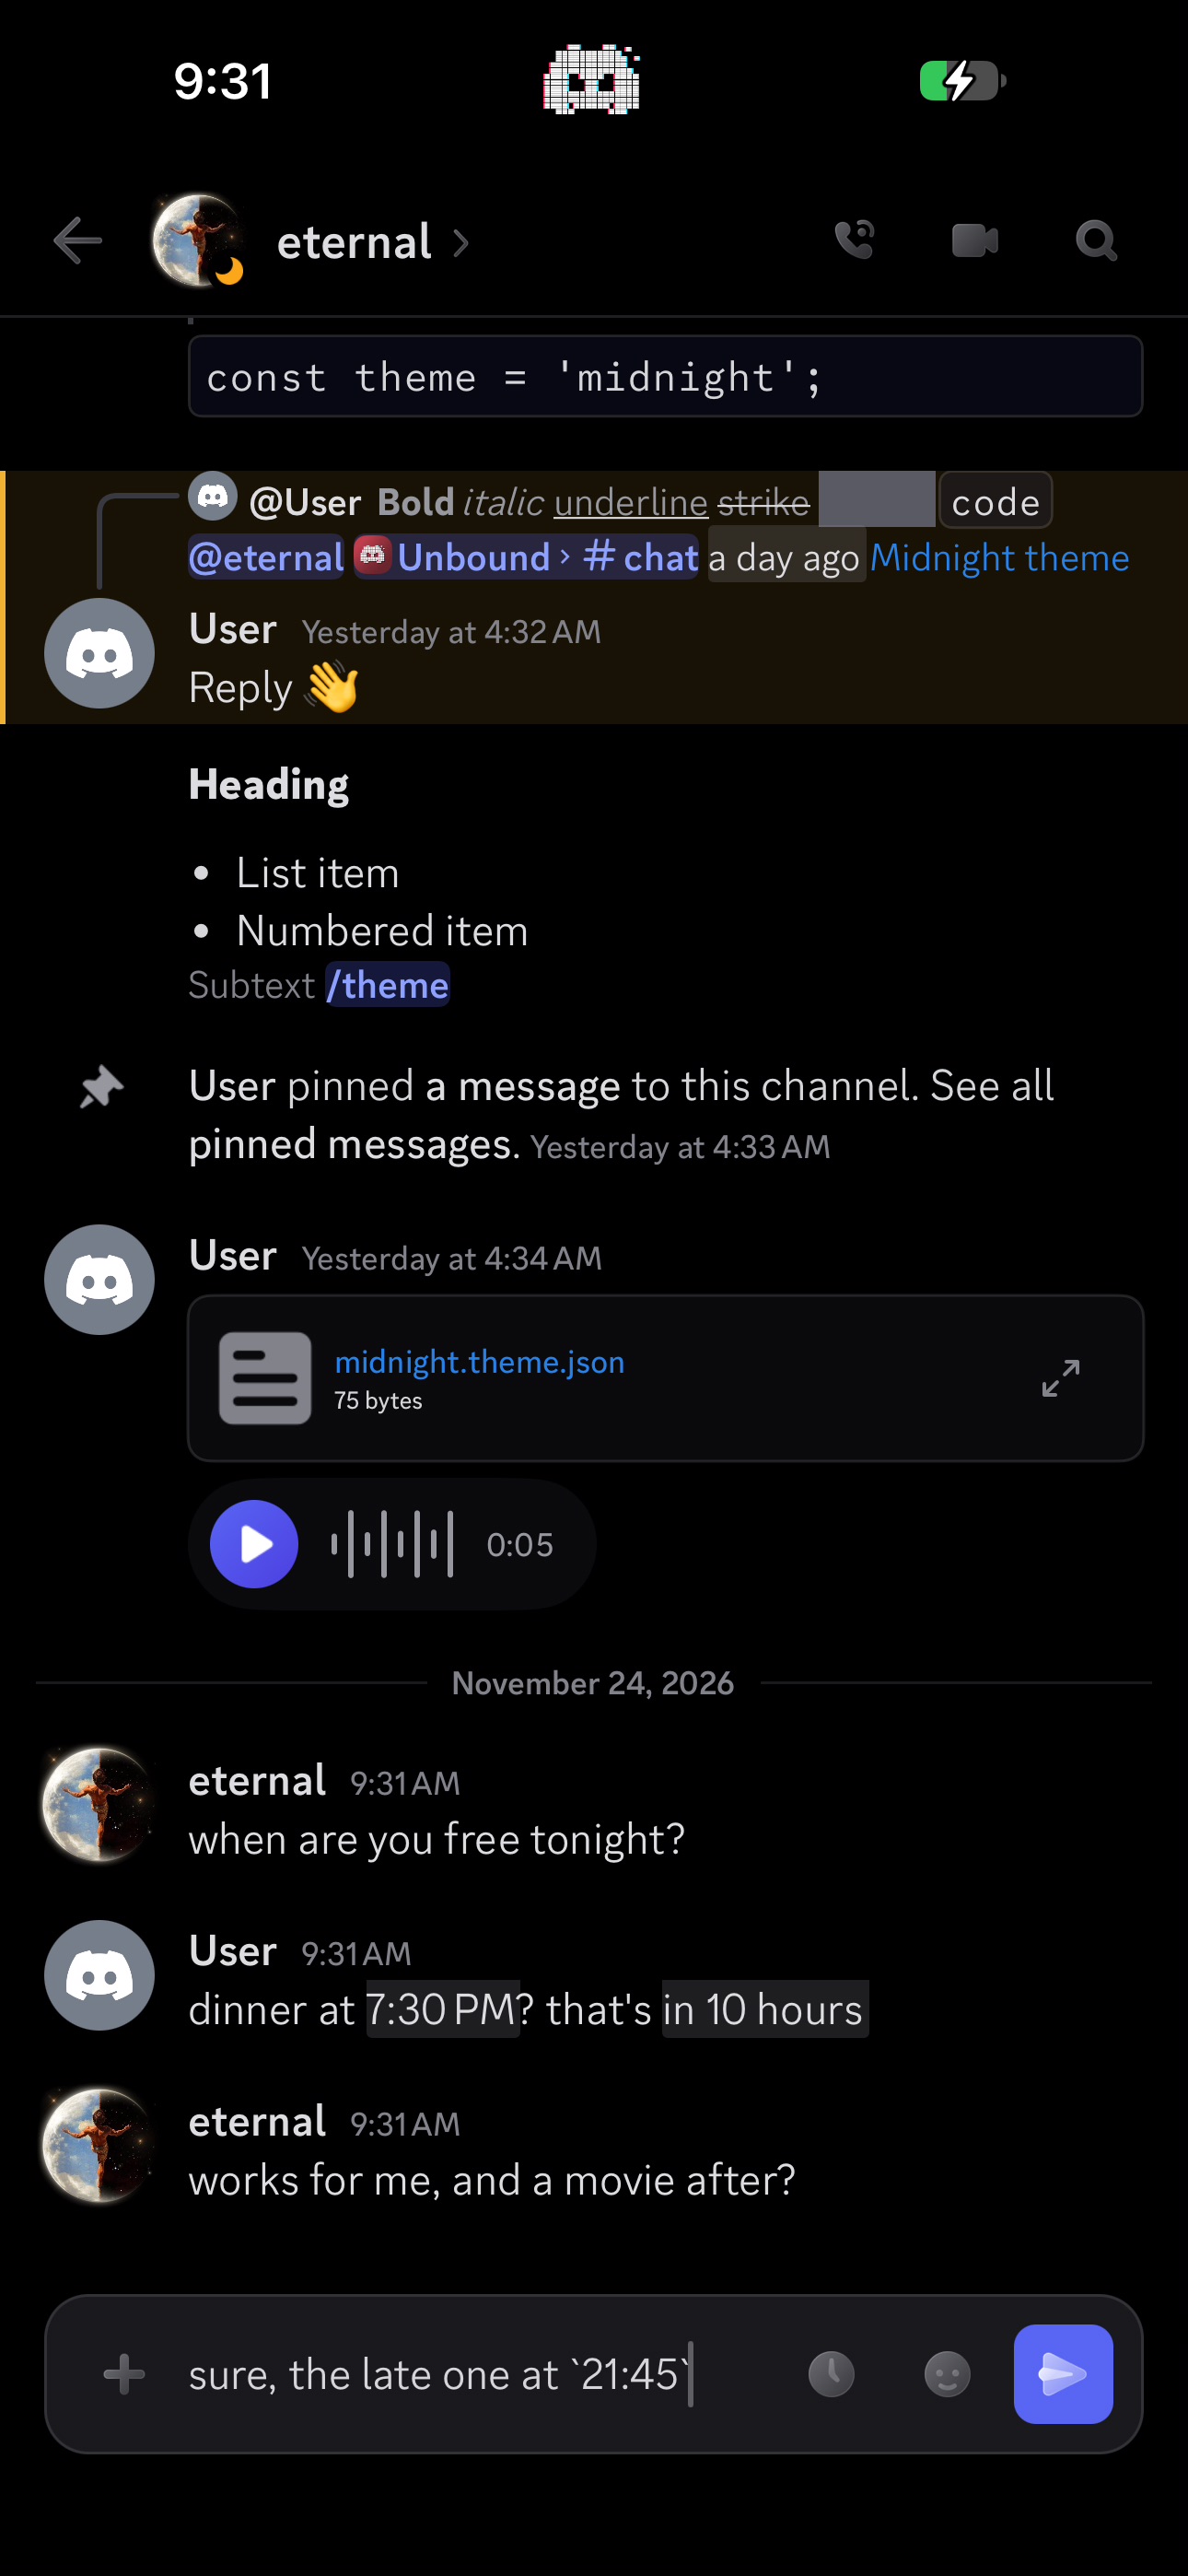 9:31
eternal
const theme = 'midnight';
@User Bold italic underline strike code
@eternal Unbound › # chat a day ago Midnight theme
User Yesterday at 4:32 AM
Reply 👋
Heading
• List item
• Numbered item
Subtext /theme
User pinned a message to this channel. See all
pinned messages. Yesterday at 4:33 AM
User Yesterday at 4:34 AM
midnight.theme.json
75 bytes
0:05
November 24, 2026
eternal 9:31 AM
when are you free tonight?
User 9:31 AM
dinner at 7:30 PM? that's in 10 hours
eternal 9:31 AM
works for me, and a movie after?
sure, the late one at `21:45`